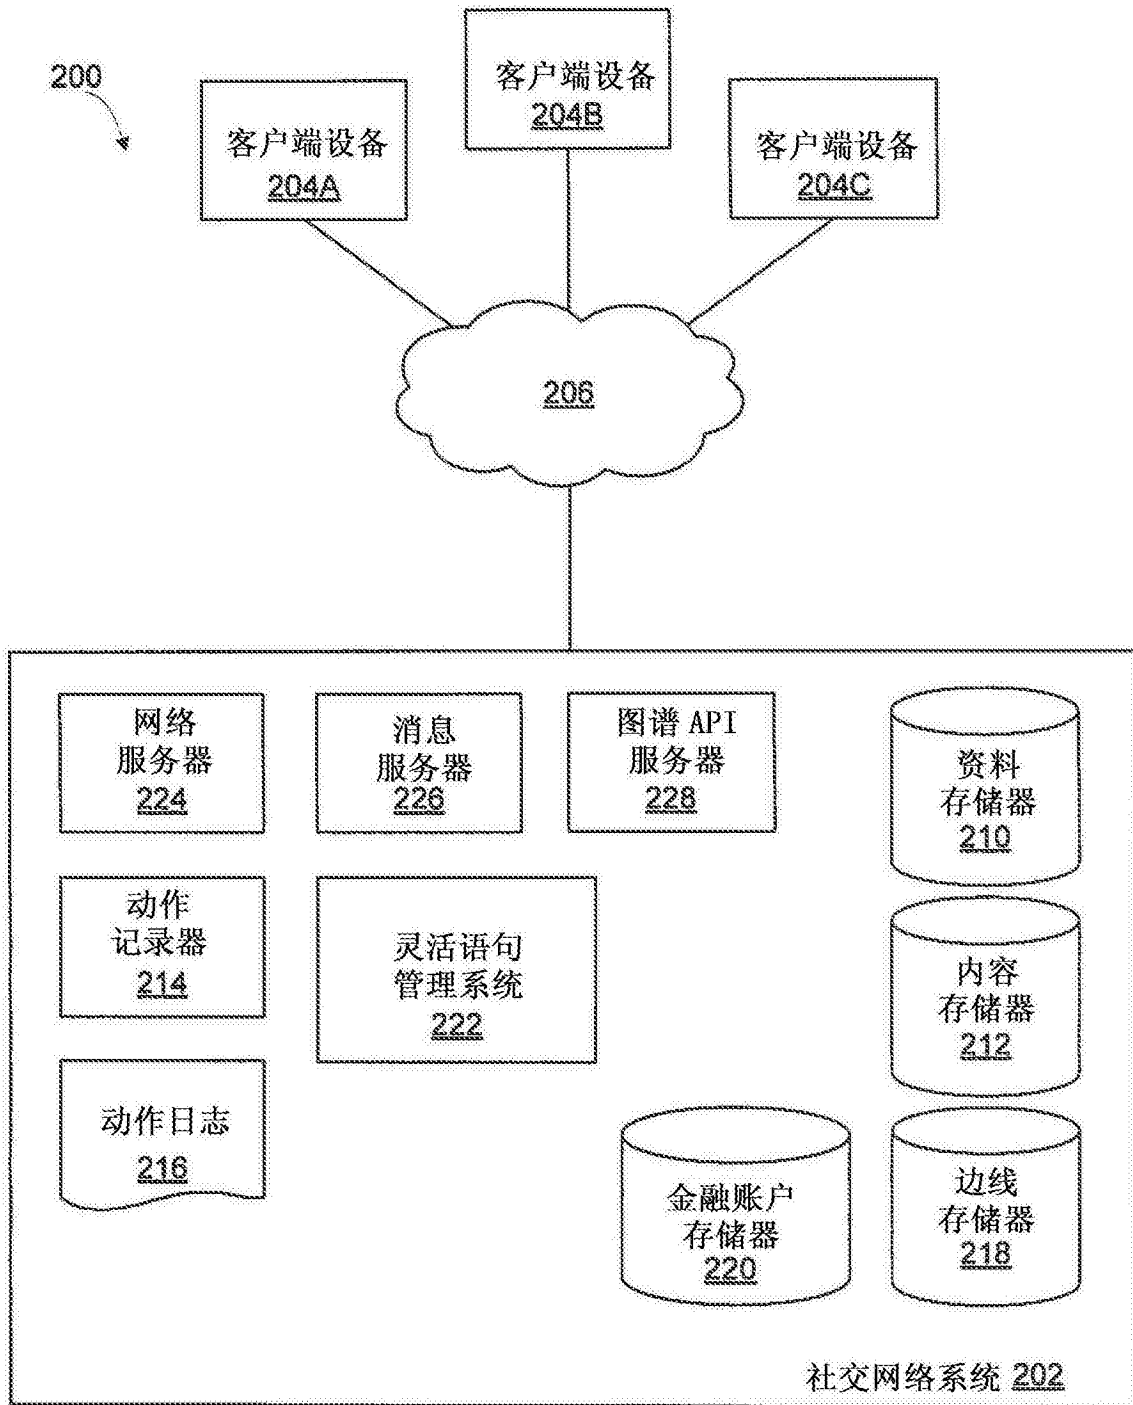 200
客户端设备
204A
客户端设备
204B
客户端设备
204C
206
网络
服务器
224
消息
服务器
226
图谱 API
服务器
228
资料
存储器
210
动作
记录器
214
灵活语句
管理系统
222
内容
存储器
212
动作日志
216
金融账户
存储器
220
边线
存储器
218
社交网络系统 202